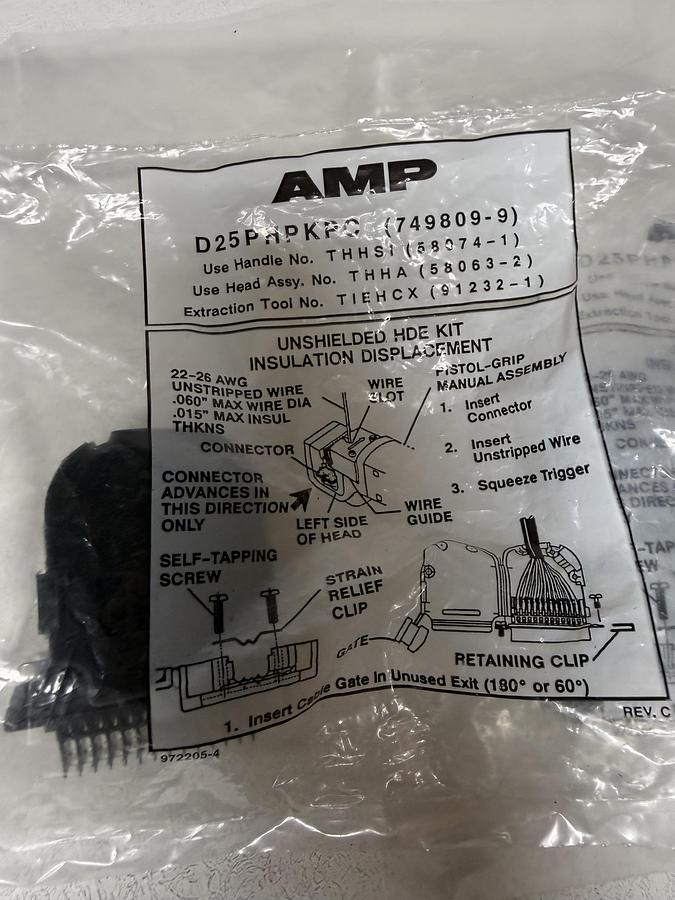 AMP
D25PHPKPC (749809-9)
Use Handle No. THHS1 (58074-1)
Use Head Assy. No. THHA (58063-2)
Extraction Tool No. TIEHCX (91232-1)
UNSHIELDED HDE KIT
INSULATION DISPLACEMENT
22-26 AWG
UNSTRIPPED WIRE
.060" MAX WIRE DIA
.015" MAX INSUL
THKNS
WIRE
SLOT
PISTOL-GRIP
MANUAL ASSEMBLY
1. Insert
Connector
2. Insert
Unstripped Wire
3. Squeeze Trigger
CONNECTOR
CONNECTOR
ADVANCES IN
THIS DIRECTION
ONLY
LEFT SIDE
OF HEAD
WIRE
GUIDE
SELF-TAPPING
SCREW
STRAIN
RELIEF
CLIP
GATE
RETAINING CLIP
1. Insert Cable Gate In Unused Exit (180° or 60°)
972205-4
REV. C